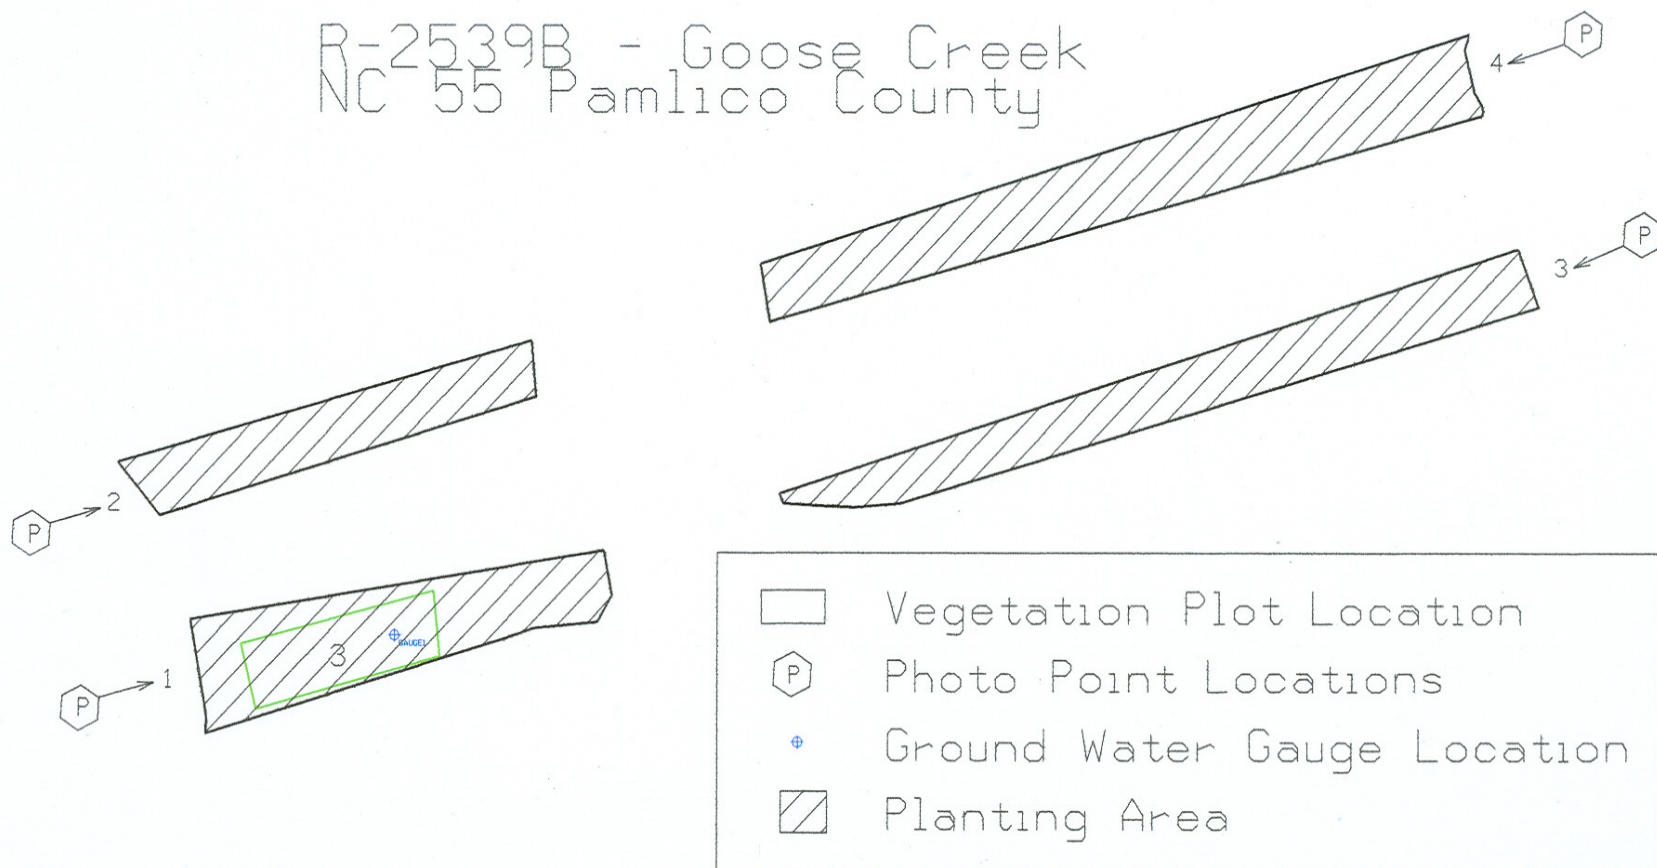 R-2539B - Goose Creek
NC 55 Pamlico County
P
4
P
3
2
P
GAUGE1
3
1
P
Vegetation Plot Location
P Photo Point Locations
Ground Water Gauge Location
Planting Area